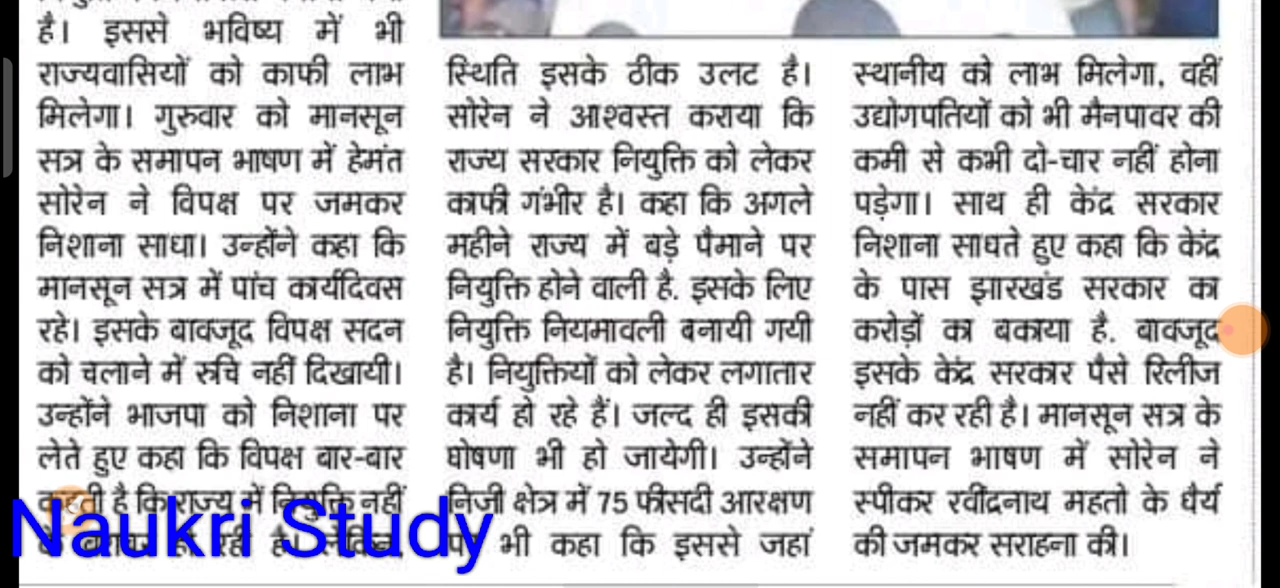 है। इससे भविष्य में भी
राज्यवासियों को काफी लाभ
मिलेगा। गुरुवार को मानसून
सत्र के समापन भाषण में हेमंत
सोरेन ने विपक्ष पर जमकर
निशाना साधा। उन्होंने कहा कि
मानसून सत्र में पांच कार्यदिवस
रहे। इसके बावजूद विपक्ष सदन
को चलाने में रुचि नहीं दिखायी।
उन्होंने भाजपा को निशाना पर
लेते हुए कहा कि विपक्ष बार-बार
है कि राज्य में नियुक्ति नहीं
रही है। लेकिन
Naukri Study
स्थिति इसके ठीक उलट है।
सोरेन ने आश्वस्त कराया कि
राज्य सरकार नियुक्ति को लेकर
काफी गंभीर है। कहा कि अगले
महीने राज्य में बड़े पैमाने पर
नियुक्ति होने वाली है. इसके लिए
नियुक्ति नियमावली बनायी गयी
है। नियुक्तियों को लेकर लगातार
कार्य हो रहे हैं। जल्द ही इसकी
घोषणा भी हो जायेगी। उन्होंने
निजी क्षेत्र में 75 फीसदी आरक्षण
पर भी कहा कि इससे जहां
स्थानीय को लाभ मिलेगा, वहीं
उद्योगपतियों को भी मैनपावर की
कमी से कभी दो-चार नहीं होना
पड़ेगा। साथ ही केंद्र सरकार
निशाना साधते हुए कहा कि केंद्र
के पास झारखंड सरकार का
करोड़ों का बकाया है. बावजूद
इसके केंद्र सरकार पैसे रिलीज
नहीं कर रही है। मानसून सत्र के
समापन भाषण में सोरेन ने
स्पीकर रवींद्रनाथ महतो के धैर्य
की जमकर सराहना की।